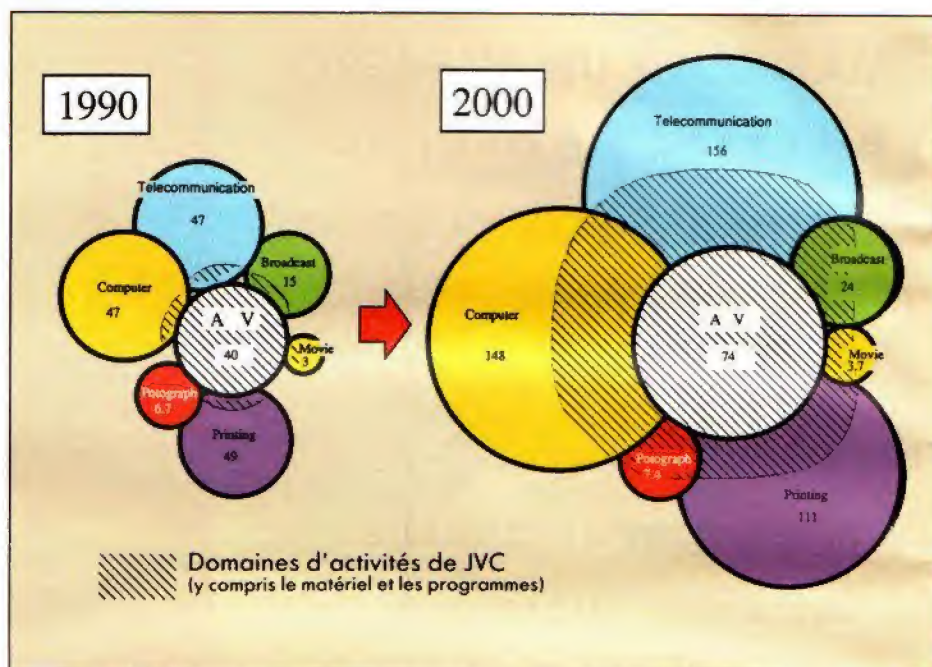 1990
2000
Telecommunication
47
Computer
47
Broadcast
15
A V
40
Movie
3
Potograph
6.7
Printing
49
Telecommunication
156
Computer
148
Broadcast
24
A V
74
Movie
3.7
Potograph
7.4
Printing
111
Domaines d'activités de JVC
(y compris le matériel et les programmes)